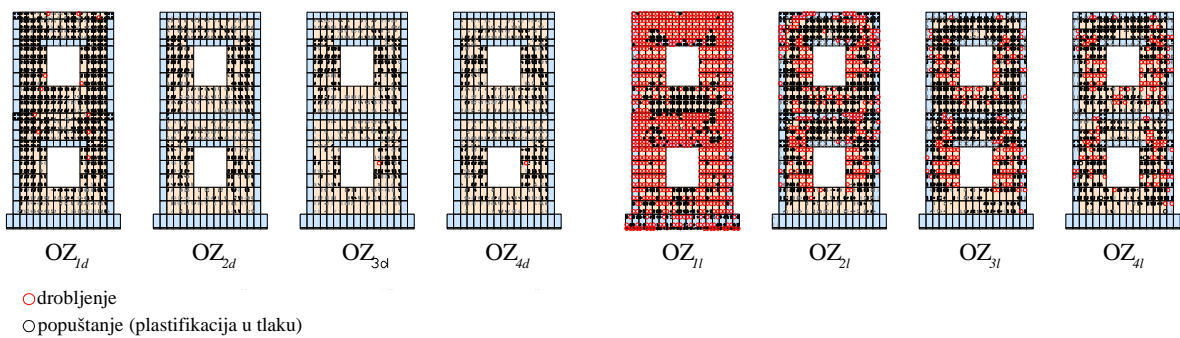 OZ1d OZ2d OZ3d OZ4d OZ1l OZ2l OZ3l OZ4l
drobljenje
popuštanje (plastifikacija u tlaku)